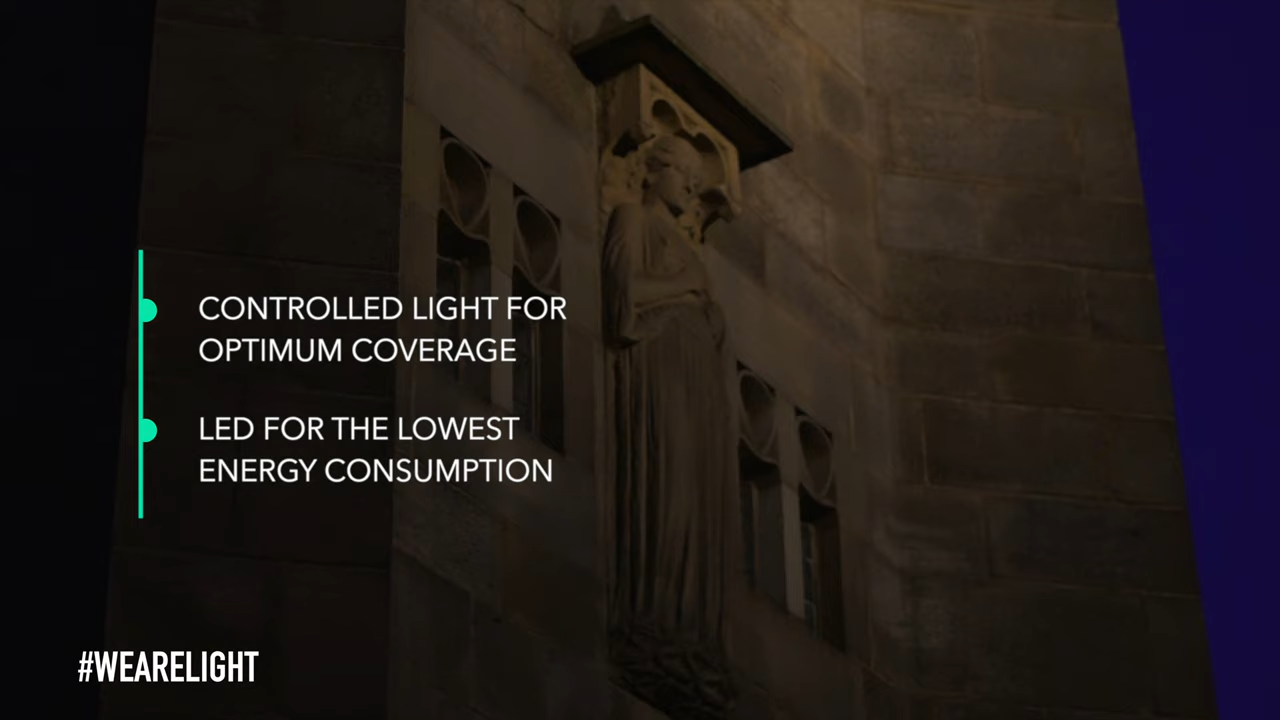 CONTROLLED LIGHT FOR
OPTIMUM COVERAGE
LED FOR THE LOWEST
ENERGY CONSUMPTION
#WEARELIGHT